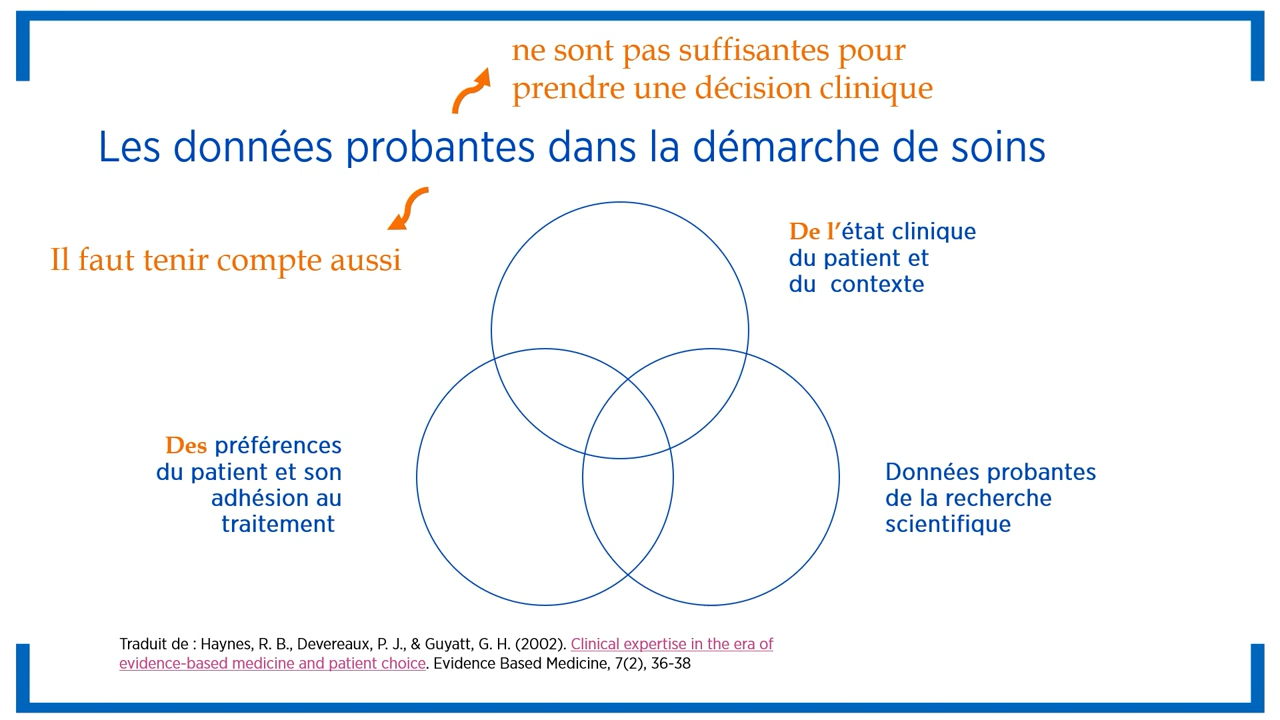 ne sont pas suffisantes pour
prendre une décision clinique
Les données probantes dans la démarche de soins
Il faut tenir compte aussi
De l’état clinique
du patient et
du  contexte
Des préférences
du patient et son
adhésion au
traitement
Données probantes
de la recherche
scientifique
Traduit de : Haynes, R. B., Devereaux, P. J., & Guyatt, G. H. (2002). Clinical expertise in the era of
evidence-based medicine and patient choice. Evidence Based Medicine, 7(2), 36-38